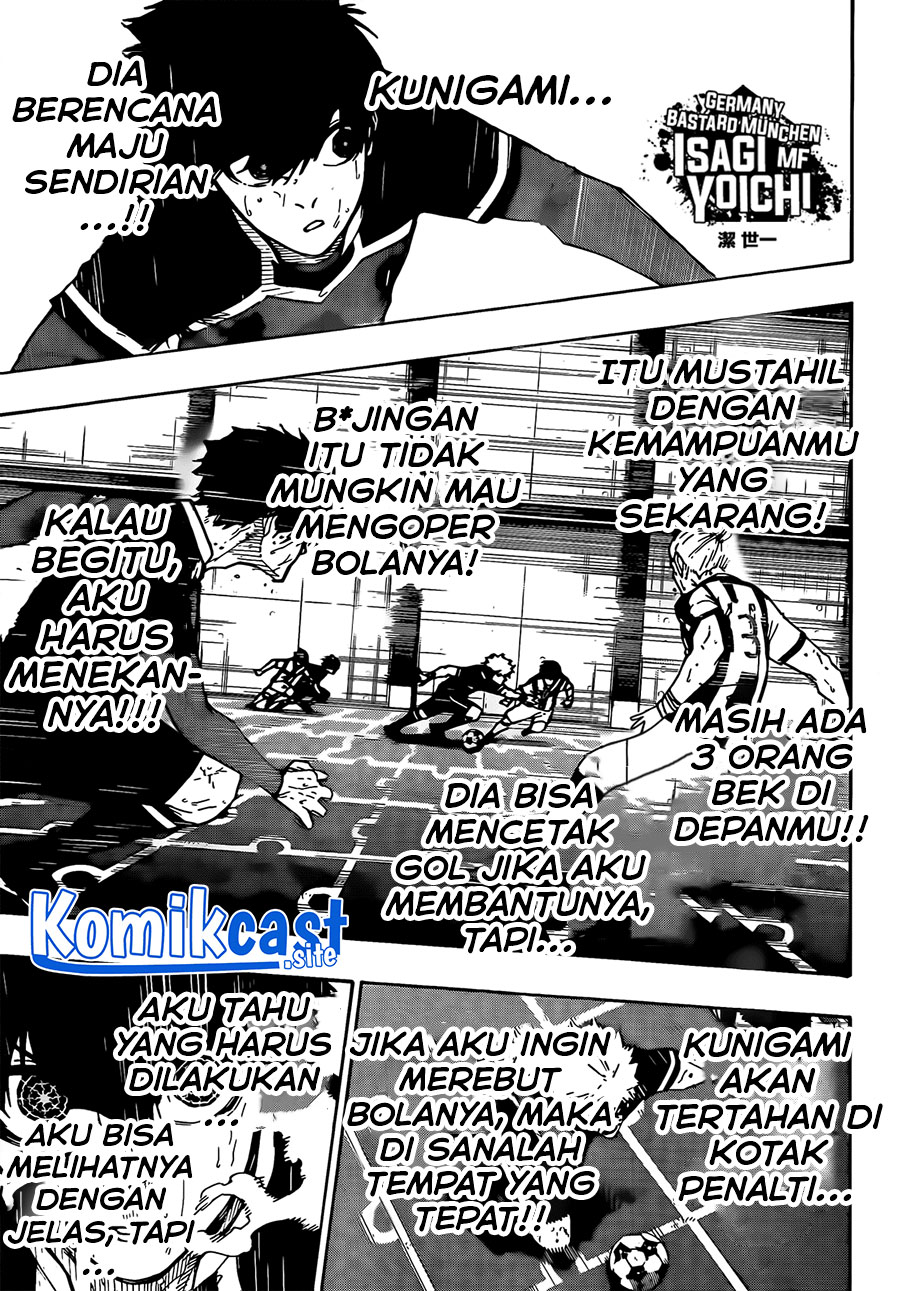 GERMANY
BASTARD MÜNCHEN
ISAGI MF
YOICHI
潔 世一
KUNIGAMI...
DIA
BERENCANA
MAJU
SENDIRIAN
...!!
ITU MUSTAHIL
DENGAN
KEMAMPUANMU
YANG
SEKARANG!
B*JINGAN
ITU TIDAK
MUNGKIN MAU
MENGOPER
BOLANYA!
KALAU
BEGITU,
AKU
HARUS
MENEKAN-
NYA!!!
MASIH ADA
3 ORANG
BEK DI
DEPANMU!!
DIA BISA
MENCETAK
GOL JIKA AKU
MEMBANTUNYA,
TAPI...
Komikcast
.site
KUNIGAMI
AKAN
TERTAHAN DI
KOTAK
PENALTI...
JIKA AKU INGIN
MEREBUT
BOLANYA, MAKA
DI SANALAH
TEMPAT YANG
TEPAT!!
AKU TAHU
YANG HARUS
DILAKUKAN
...
AKU BISA
MELIHATNYA
DENGAN
JELAS, TAPI
...